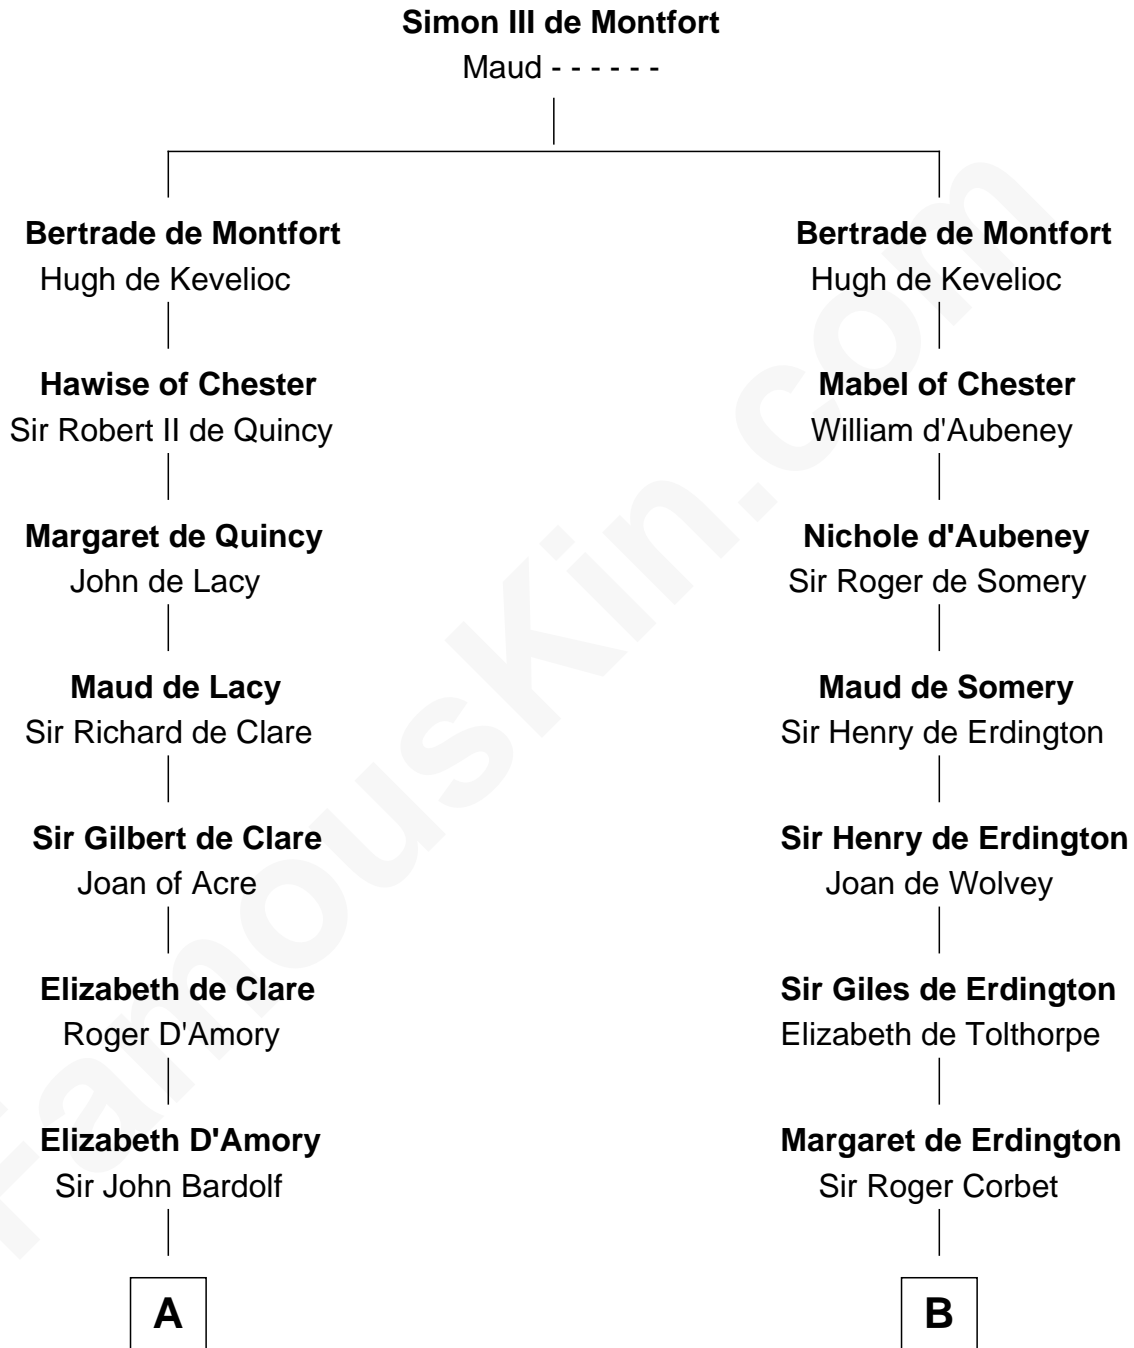 Simon III de Montfort
Maud - - - - - -
Bertrade de Montfort
Hugh de Kevelioc
Hawise of Chester
Sir Robert II de Quincy
Margaret de Quincy
John de Lacy
Maud de Lacy
Sir Richard de Clare
Sir Gilbert de Clare
Joan of Acre
Elizabeth de Clare
Roger D'Amory
Elizabeth D'Amory
Sir John Bardolf
A
Bertrade de Montfort
Hugh de Kevelioc
Mabel of Chester
William d'Aubeney
Nichole d'Aubeney
Sir Roger de Somery
Maud de Somery
Sir Henry de Erdington
Sir Henry de Erdington
Joan de Wolvey
Sir Giles de Erdington
Elizabeth de Tolthorpe
Margaret de Erdington
Sir Roger Corbet
B
FamousKin.com